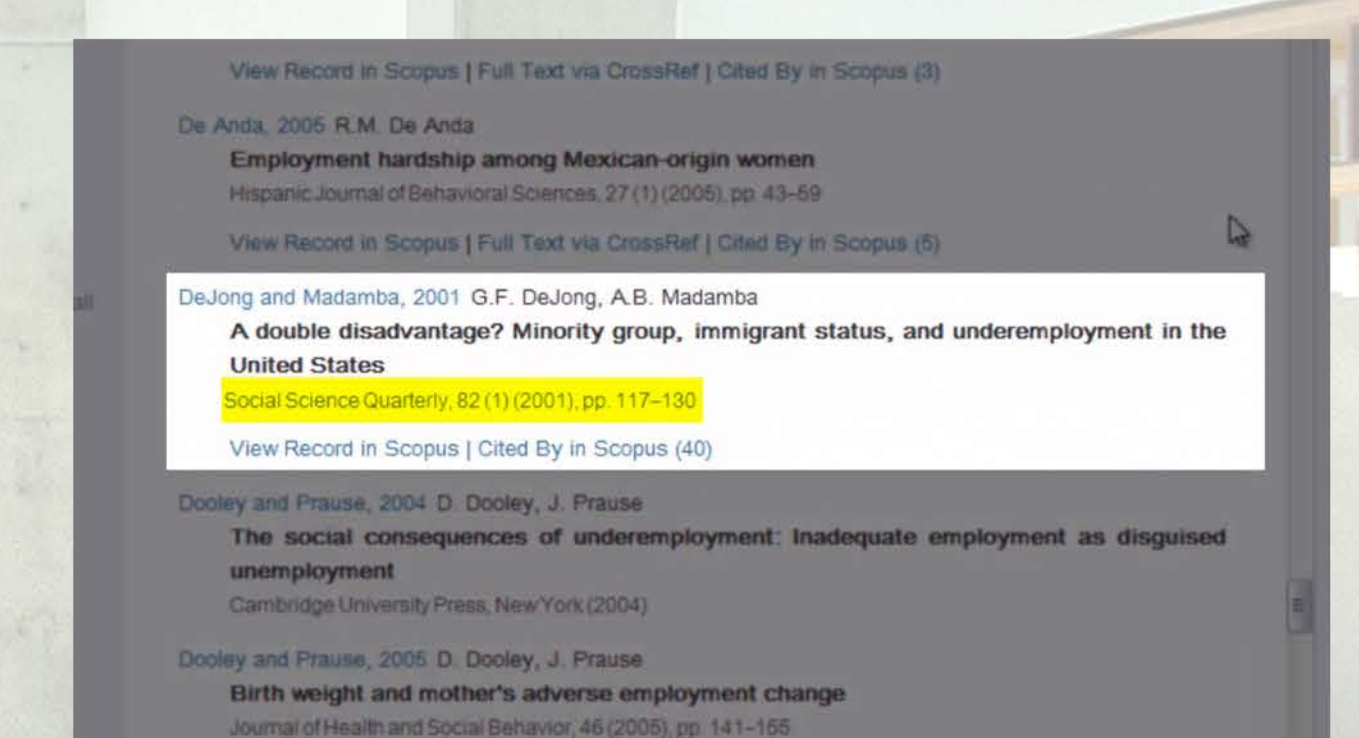 View Record in Scopus | Full Text via CrossRef | Cited By in Scopus (3)
De Anda, 2005 R.M. De Anda
Employment hardship among Mexican-origin women
Hispanic Journal of Behavioral Sciences, 27 (1) (2005), pp. 43–59
View Record in Scopus | Full Text via CrossRef | Cited By in Scopus (5)
DeJong and Madamba, 2001 G.F. DeJong, A.B. Madamba
A double disadvantage? Minority group, immigrant status, and underemployment in the
United States
Social Science Quarterly, 82 (1) (2001), pp. 117–130
View Record in Scopus | Cited By in Scopus (40)
Dooley and Prause, 2004 D. Dooley, J. Prause
The social consequences of underemployment: Inadequate employment as disguised
unemployment
Cambridge University Press, New York (2004)
Dooley and Prause, 2005 D. Dooley, J. Prause
Birth weight and mother's adverse employment change
Journal of Health and Social Behavior, 46 (2005), pp. 141–155